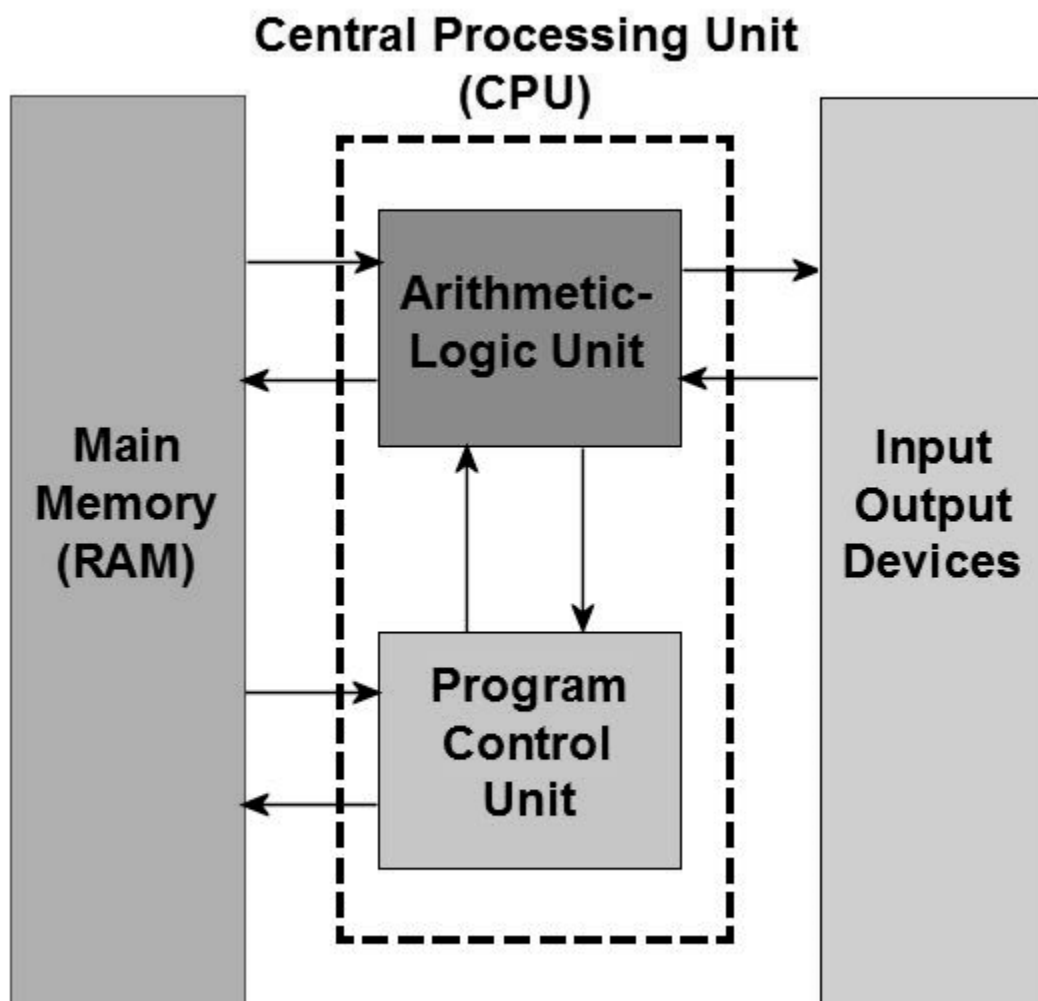 Central Processing Unit
(CPU)
Arithmetic-
Logic Unit
Main
Memory
(RAM)
Input
Output
Devices
Program
Control
Unit